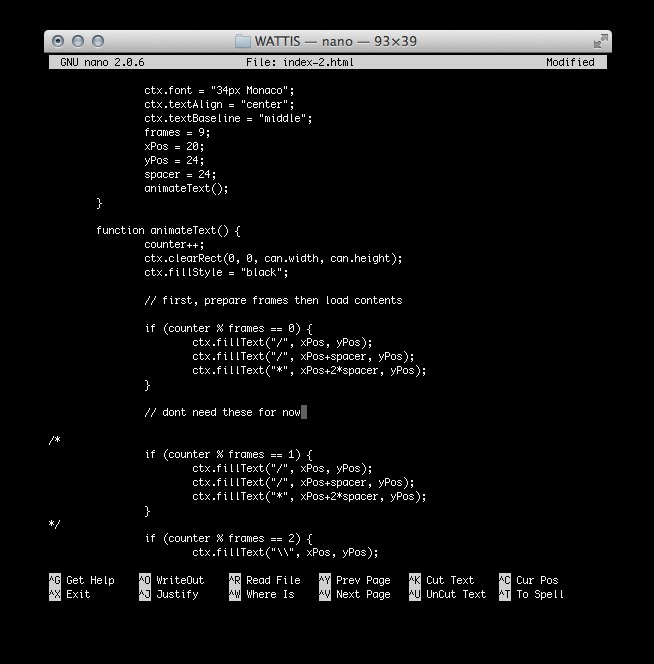 WATTIS — nano — 93×39
GNU nano 2.0.6 File: index-2.html Modified
ctx.font = "34px Monaco";
ctx.textAlign = "center";
ctx.textBaseline = "middle";
frames = 9;
xPos = 20;
yPos = 24;
spacer = 24;
animateText();
}
function animateText() {
counter++;
ctx.clearRect(0, 0, can.width, can.height);
ctx.fillStyle = "black";
// first, prepare frames then load contents
if (counter % frames == 0) {
ctx.fillText("/", xPos, yPos);
ctx.fillText("/", xPos+spacer, yPos);
ctx.fillText("*", xPos+2*spacer, yPos);
}
// dont need these for now
/*
if (counter % frames == 1) {
ctx.fillText("/", xPos, yPos);
ctx.fillText("/", xPos+spacer, yPos);
ctx.fillText("*", xPos+2*spacer, yPos);
}
*/
if (counter % frames == 2) {
ctx.fillText("\\", xPos, yPos);
^G Get Help ^O WriteOut ^R Read File ^Y Prev Page ^K Cut Text ^C Cur Pos
^X Exit ^J Justify ^W Where Is ^V Next Page ^U UnCut Text ^T To Spell